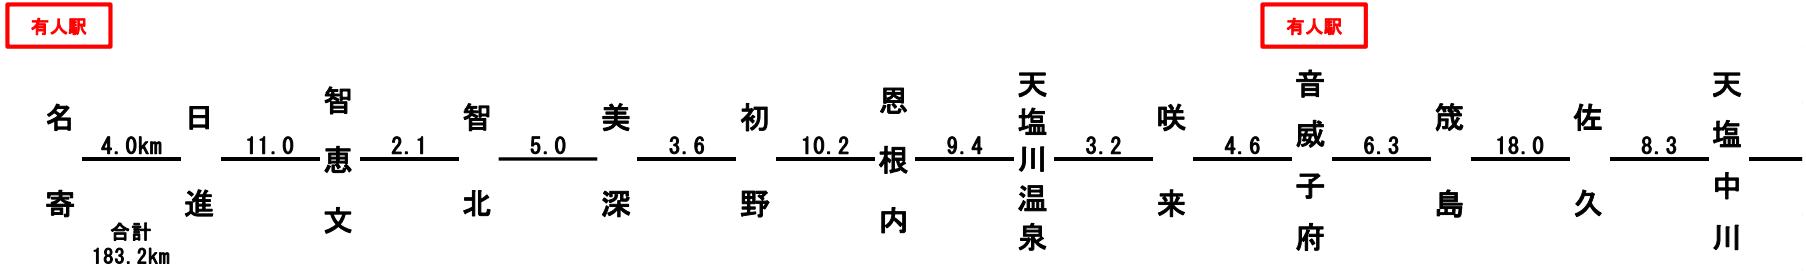 有人駅
有人駅
名寄
4.0km
日進
11.0
智恵文
2.1
智北
5.0
美深
3.6
初野
10.2
恩根内
9.4
天塩川温泉
3.2
咲来
4.6
音威子府
6.3
筬島
18.0
佐久
8.3
天塩中川
合計
183.2km